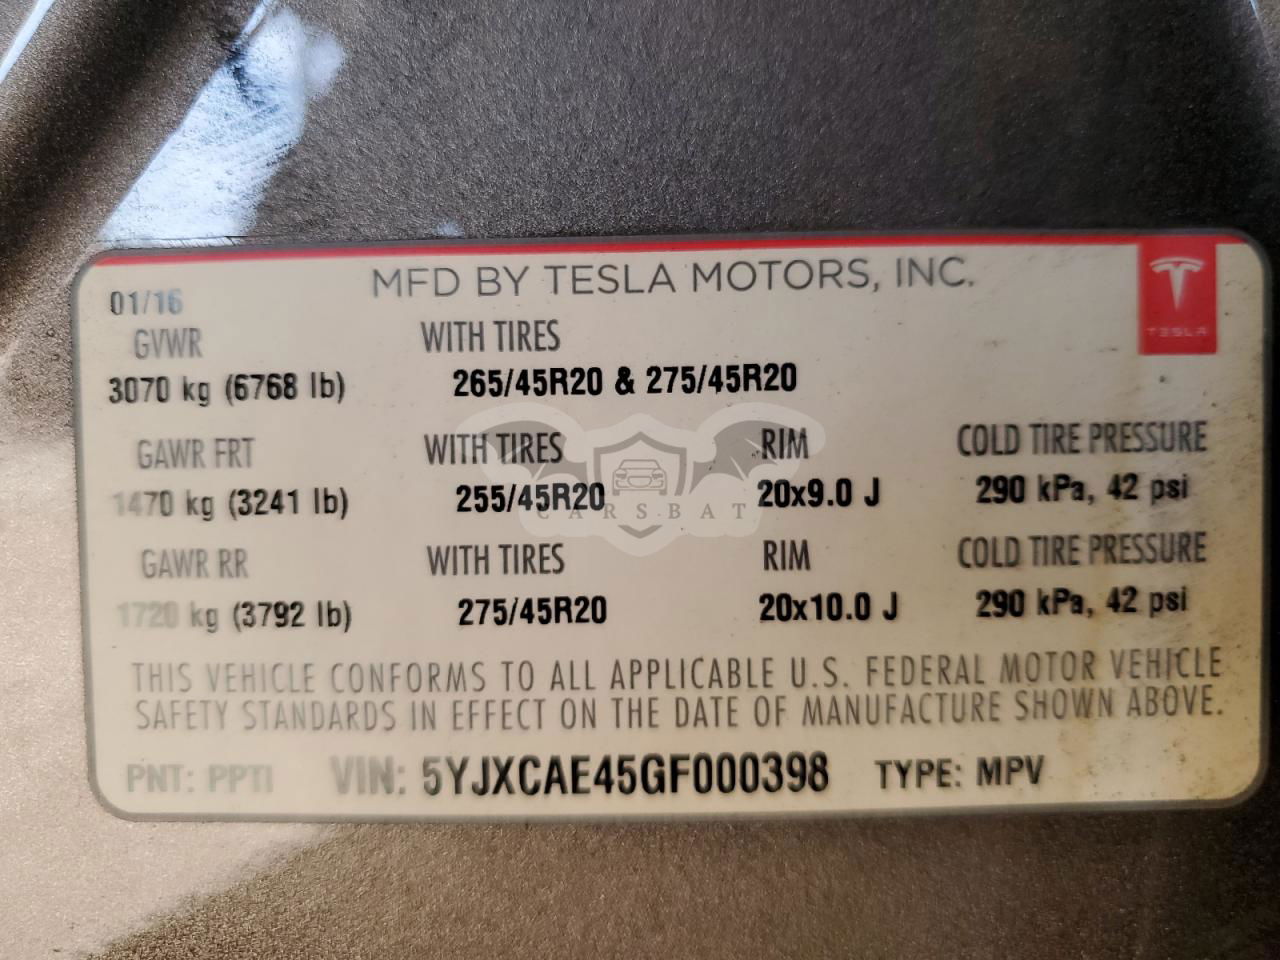 MFD BY TESLA MOTORS, INC.
TESLA
01/16
GVWR WITH TIRES
3070 kg (6768 lb) 265/45R20 & 275/45R20
GAWR FRT WITH TIRES RIM COLD TIRE PRESSURE
1470 kg (3241 lb) 255/45R20 20x9.0 J 290 kPa, 42 psi
CARSBAT
GAWR RR WITH TIRES RIM COLD TIRE PRESSURE
1720 kg (3792 lb) 275/45R20 20x10.0 J 290 kPa, 42 psi
THIS VEHICLE CONFORMS TO ALL APPLICABLE U.S. FEDERAL MOTOR VEHICLE
SAFETY STANDARDS IN EFFECT ON THE DATE OF MANUFACTURE SHOWN ABOVE.
PNT: PPTI VIN: 5YJXCAE45GF000398 TYPE: MPV